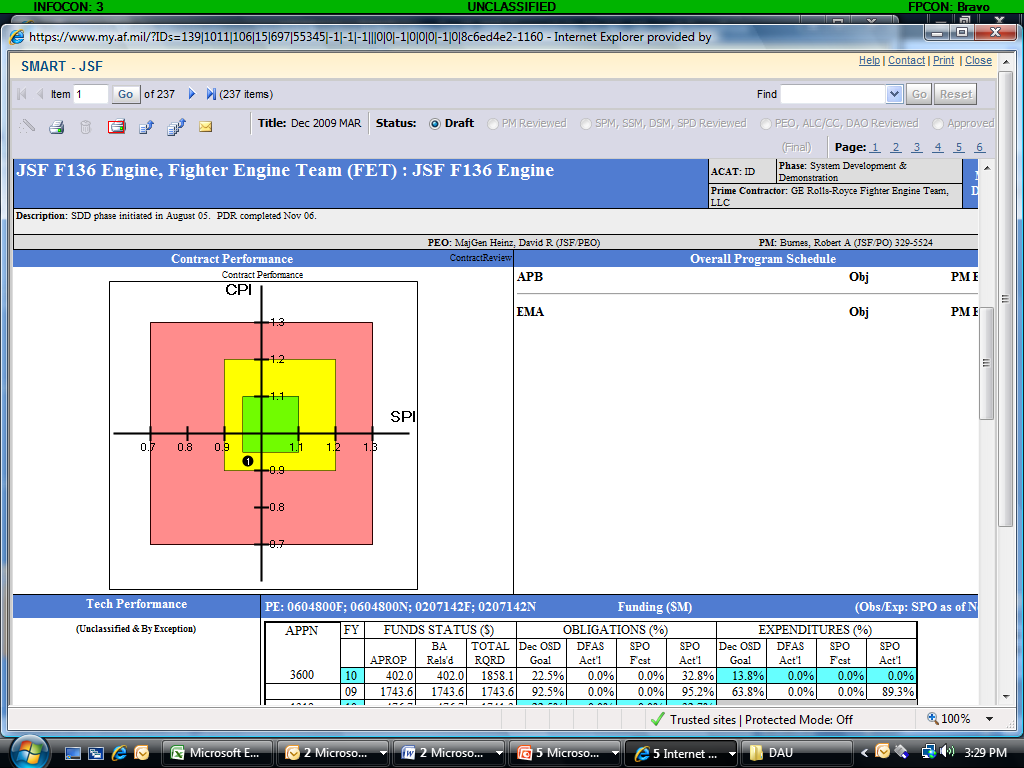 INFOCON: 3 UNCLASSIFIED FPCON: Bravo
https://www.my.af.mil/?IDs=139|1011|106|15|697|55345|-1|-1|-1|||0|0|-1|0|0|0|-1|0|8c6ed4e2-1160 - Internet Explorer provided by
SMART - JSF Help | Contact | Print | Close
Item 1 Go of 237 (237 items) Find Go Reset
Title: Dec 2009 MAR Status: Draft PM Reviewed SPM, SSM, DSM, SPD Reviewed PEO, ALC/CC, DAO Reviewed Approved
(Final) Page: 1 2 3 4 5 6
JSF F136 Engine, Fighter Engine Team (FET) : JSF F136 Engine
ACAT: ID
Phase: System Development &
Demonstration
Prime Contractor: GE Rolls-Royce Fighter Engine Team,
LLC
Description: SDD phase initiated in August 05. PDR completed Nov 06.
PEO: MajGen Heinz, David R (JSF/PEO) PM: Burnes, Robert A (JSF/PO) 329-5524
Contract Performance ContractReview Overall Program Schedule
Contract Performance
CPI
1.3
1.2
1.1
SPI
0.7 0.8 0.9 1.1 1.2 1.3
1
0.9
0.8
0.7
APB Obj PM E
EMA Obj PM E
Tech Performance
(Unclassified & By Exception)
PE: 0604800F; 0604800N; 0207142F; 0207142N Funding ($M) (Obs/Exp: SPO as of N
APPN FY FUNDS STATUS ($) OBLIGATIONS (%) EXPENDITURES (%)
APROP BA Rels'd TOTAL RQRD Dec OSD Goal DFAS Act'l SPO F'cst SPO Act'l Dec OSD Goal DFAS Act'l SPO F'cst SPO Act'l
3600 10 402.0 402.0 1858.1 22.5% 0.0% 0.0% 32.8% 13.8% 0.0% 0.0% 0.0%
09 1743.6 1743.6 1743.6 92.5% 0.0% 0.0% 95.2% 63.8% 0.0% 0.0% 89.3%
Trusted sites | Protected Mode: Off 100%
Microsoft E... 2 Microso... 2 Microso... 5 Microso... 5 Internet ... DAU 3:29 PM